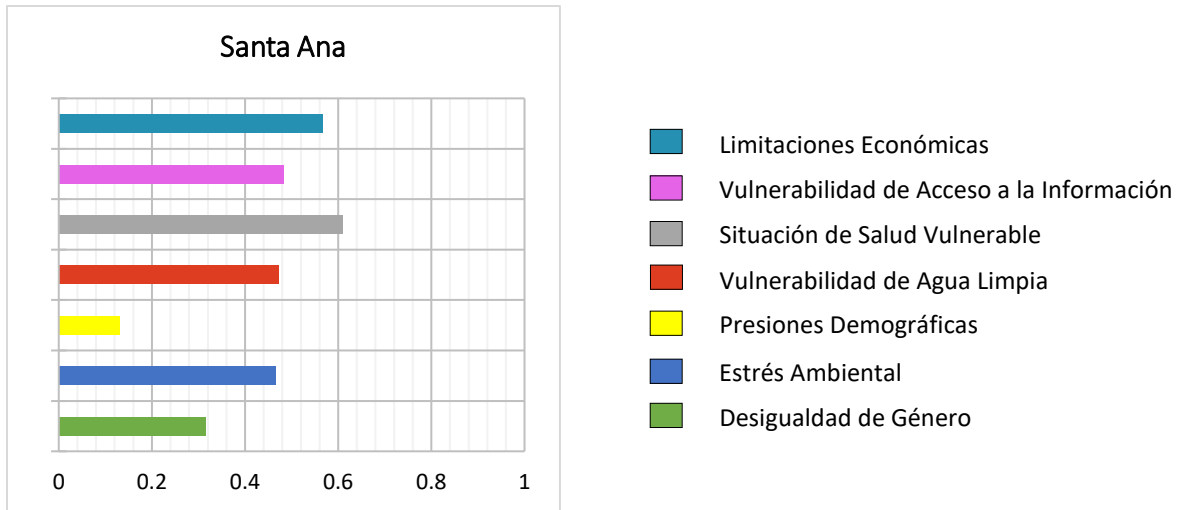 Santa Ana
0 0.2 0.4 0.6 0.8 1
Limitaciones Económicas
Vulnerabilidad de Acceso a la Información
Situación de Salud Vulnerable
Vulnerabilidad de Agua Limpia
Presiones Demográficas
Estrés Ambiental
Desigualdad de Género